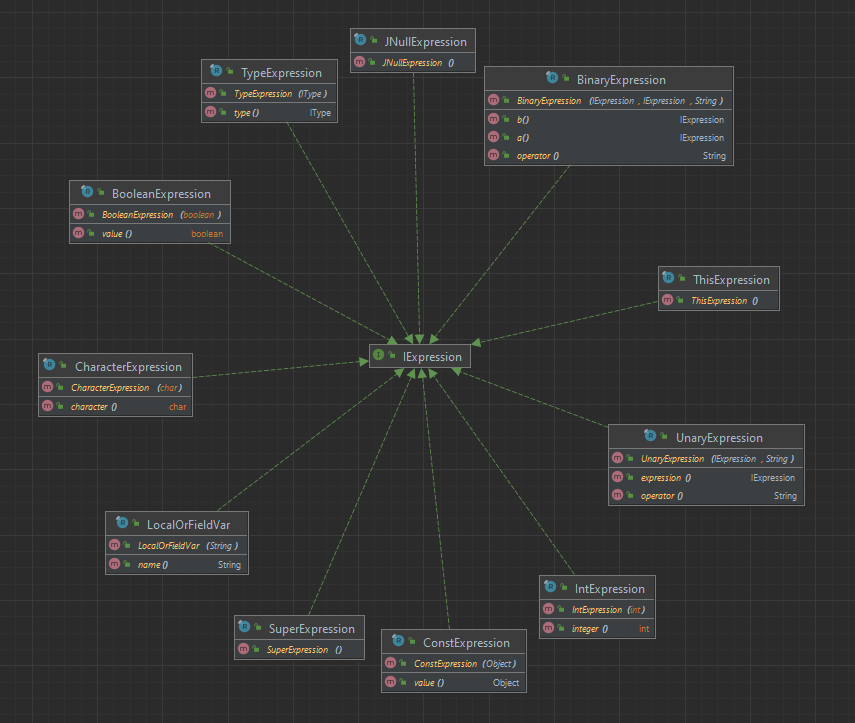 JNullExpression
JNullExpression ()
TypeExpression
TypeExpression (IType )
type () IType
BinaryExpression
BinaryExpression (IExpression , IExpression , String )
b() IExpression
a() IExpression
operator () String
BooleanExpression
BooleanExpression (boolean )
value () boolean
ThisExpression
ThisExpression ()
IExpression
CharacterExpression
CharacterExpression (char )
character () char
UnaryExpression
UnaryExpression (IExpression , String )
expression () IExpression
operator () String
LocalOrFieldVar
LocalOrFieldVar (String )
name () String
IntExpression
IntExpression (int )
integer () int
SuperExpression
SuperExpression ()
ConstExpression
ConstExpression (Object )
value () Object